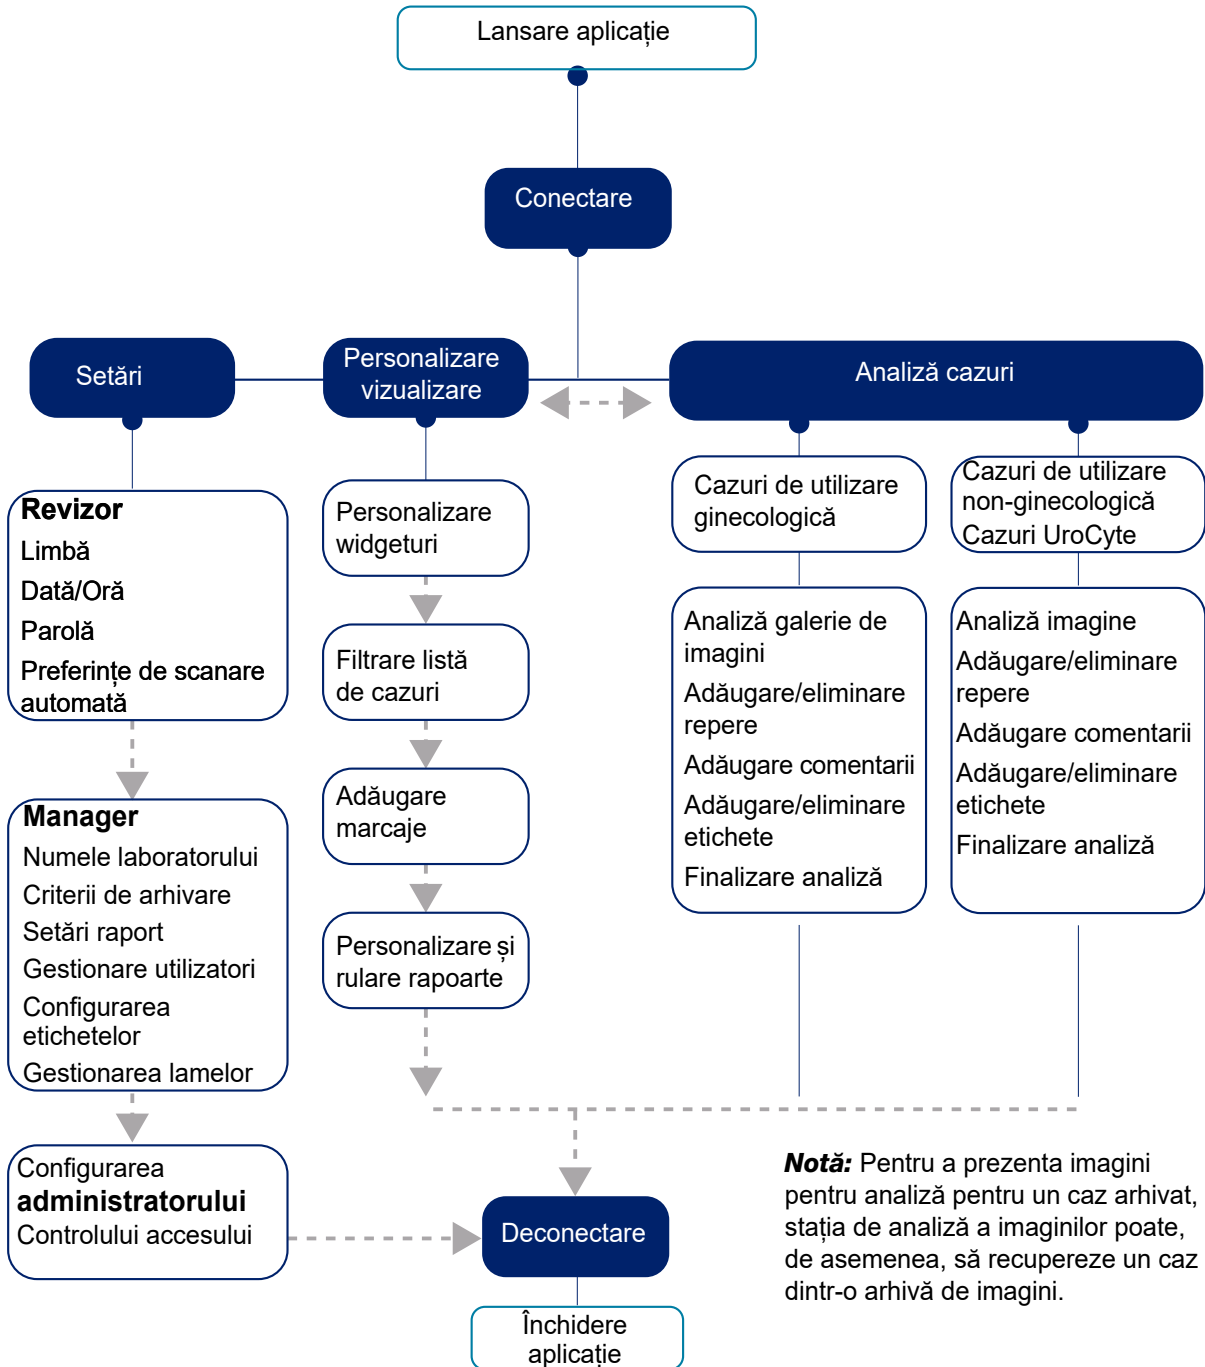 Lansare aplicație
Conectare
Setări
Personalizare
vizualizare
Analiză cazuri
Revizor
Limbă
Dată/Oră
Parolă
Preferințe de scanare
automată
Manager
Numele laboratorului
Criterii de arhivare
Setări raport
Gestionare utilizatori
Configurarea
etichetelor
Gestionarea lamelor
Configurarea
administratorului
Controlului accesului
Personalizare
widgeturi
Filtrare listă
de cazuri
Adăugare
marcaje
Personalizare și
rulare rapoarte
Cazuri de utilizare
ginecologică
Analiză galerie de
imagini
Adăugare/eliminare
repere
Adăugare comentarii
Adăugare/eliminare
etichete
Finalizare analiză
Cazuri de utilizare
non-ginecologică
Cazuri UroCyte
Analiză imagine
Adăugare/eliminare
repere
Adăugare comentarii
Adăugare/eliminare
etichete
Finalizare analiză
Notă: Pentru a prezenta imagini
pentru analiză pentru un caz arhivat,
stația de analiză a imaginilor poate,
de asemenea, să recupereze un caz
dintr-o arhivă de imagini.
Deconectare
Închidere
aplicație